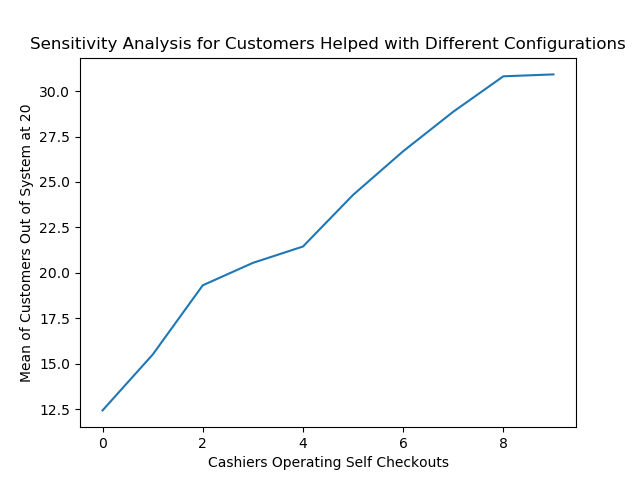 Sensitivity Analysis for Customers Helped with Different Configurations
Mean of Customers Out of System at 20
30.0
27.5
25.0
22.5
20.0
17.5
15.0
12.5
0 2 4 6 8
Cashiers Operating Self Checkouts